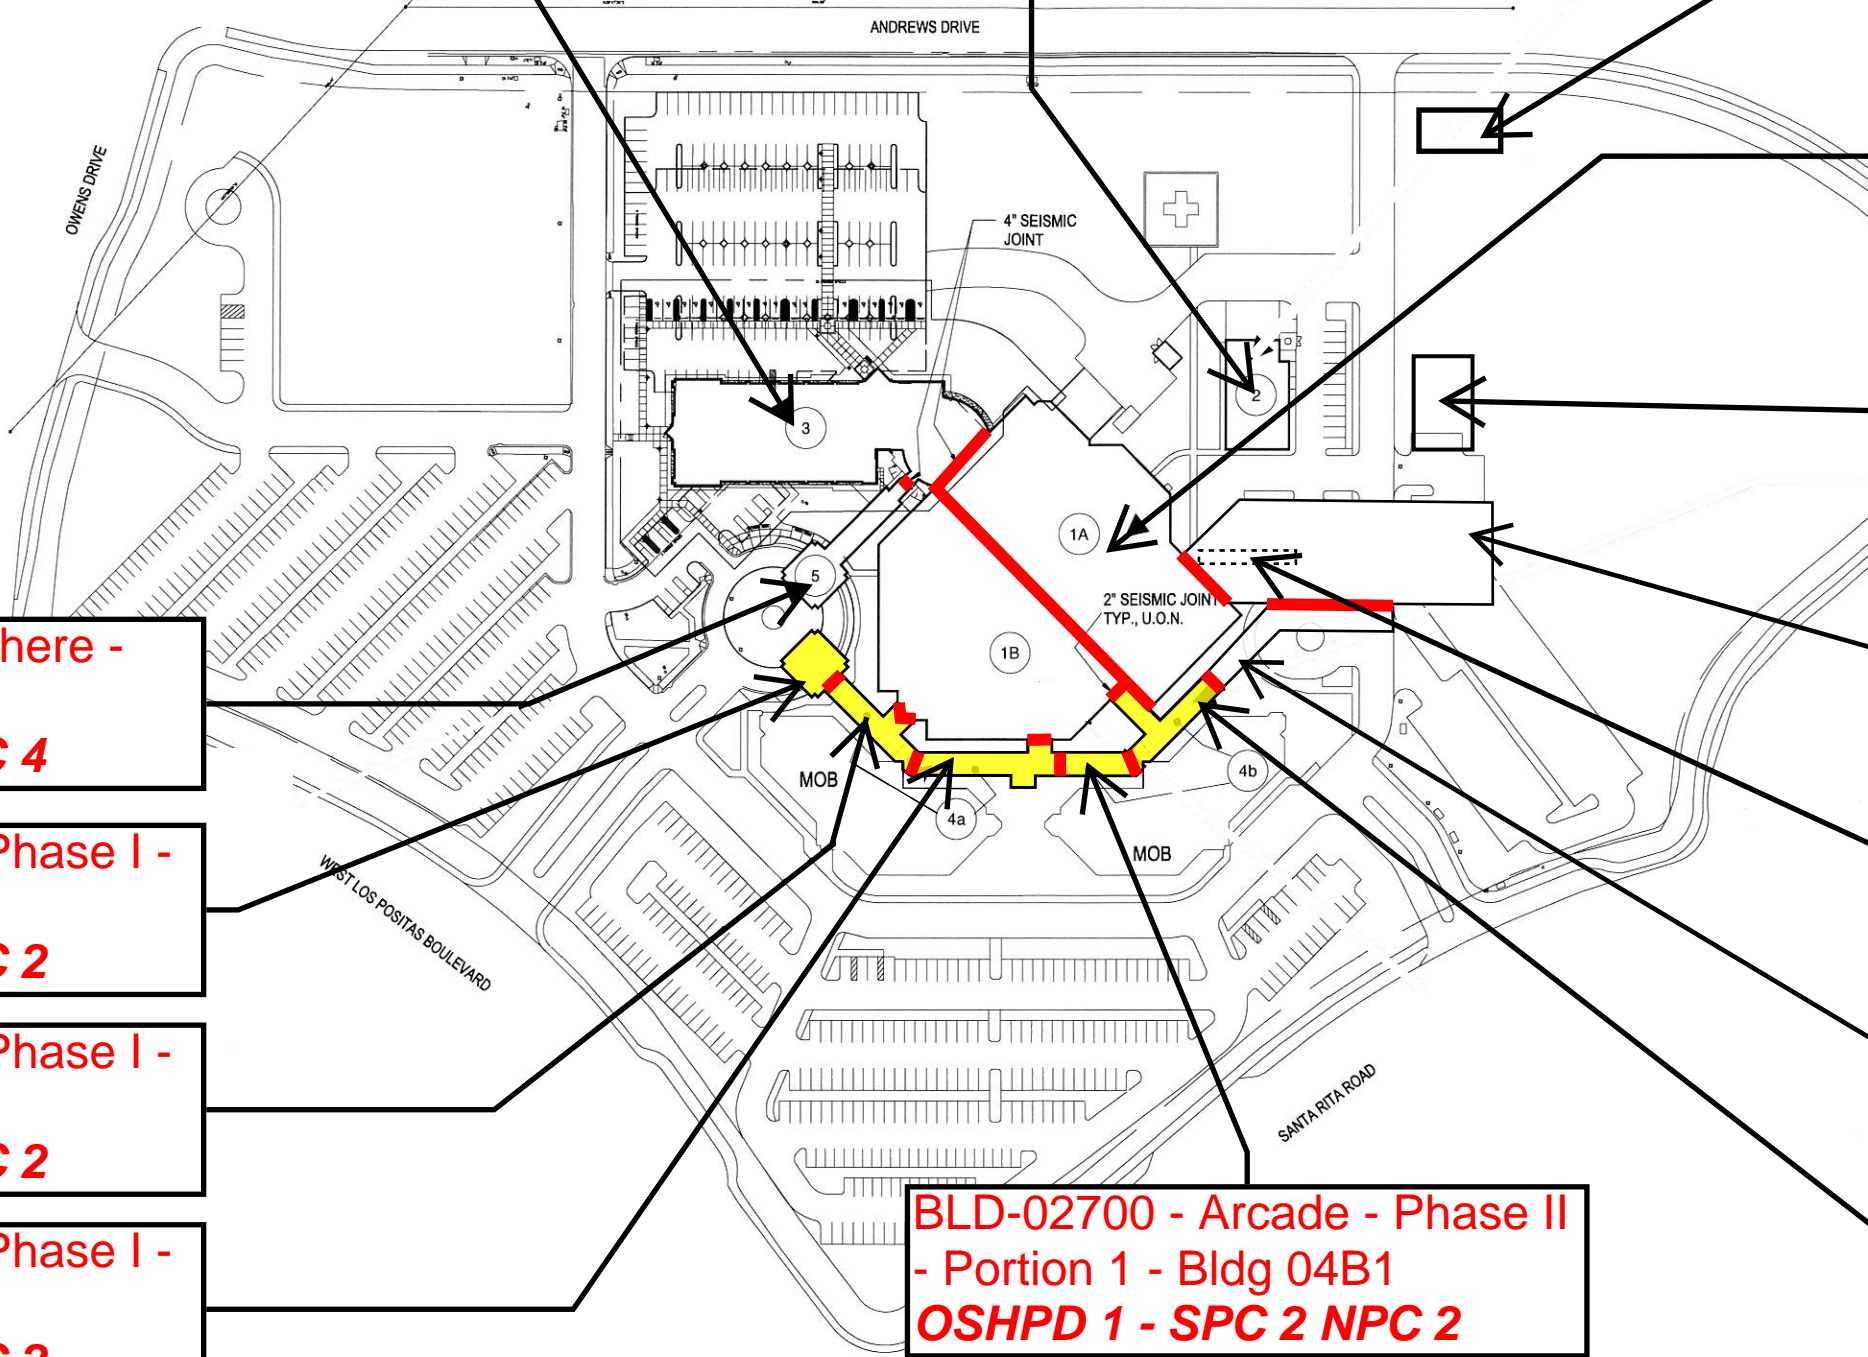 ANDREWS DRIVE
OWENS DRIVE
4" SEISMIC
JOINT
3
2
1A
5
2" SEISMIC JOINT
TYP., U.O.N.
1B
here -
C 4
MOB
4b
4a
MOB
Phase I -
C 2
WEST LOS POSITAS BOULEVARD
Phase I -
C 2
SANTA RITA ROAD
Phase I -
C 2
BLD-02700 - Arcade - Phase II
- Portion 1 - Bldg 04B1
OSHPD 1 - SPC 2 NPC 2